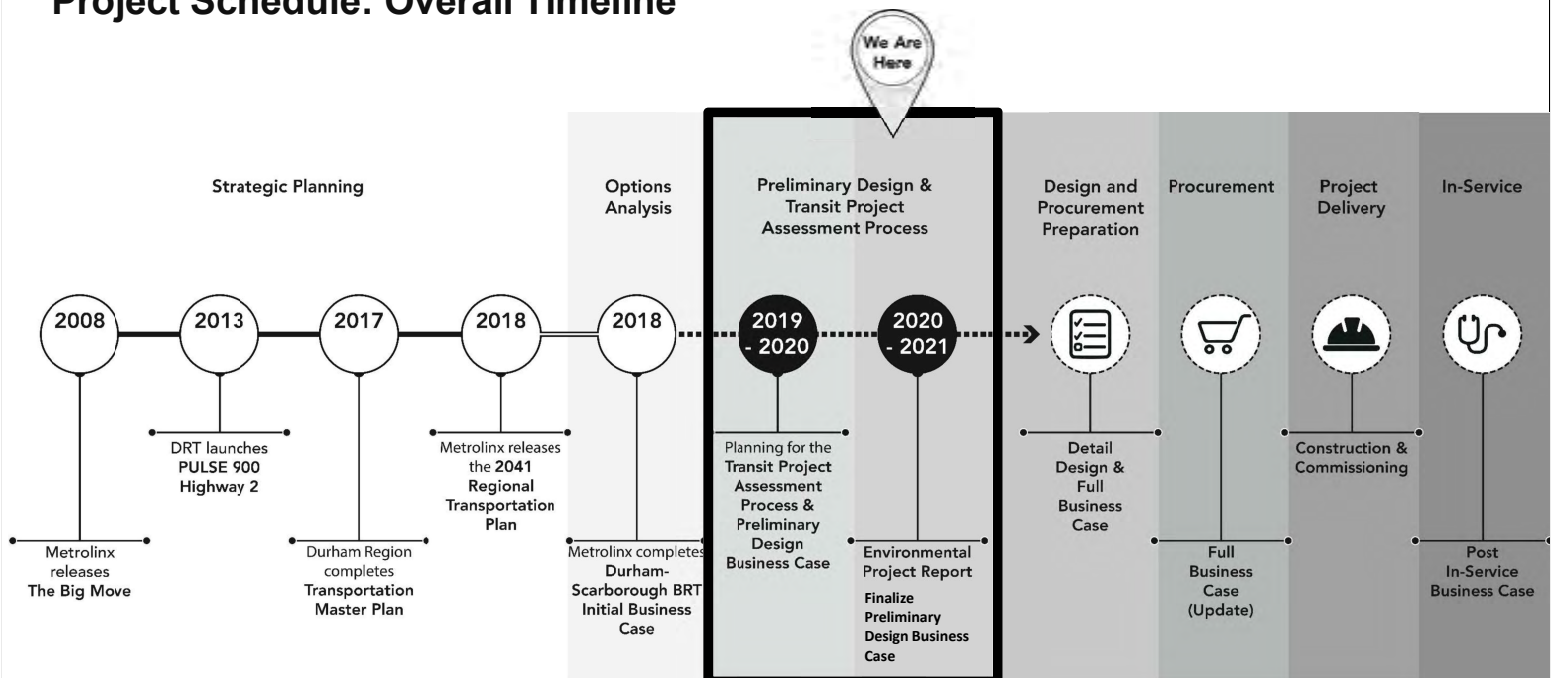 Project Schedule: Overall Timeline
We Are
Here
Strategic Planning
Options
Analysis
Preliminary Design &
Transit Project
Assessment Process
Design and
Procurement
Preparation
Procurement
Project
Delivery
In-Service
2008
2013
2017
2018
2018
2019
- 2020
2020
- 2021
Metrolinx
releases
The Big Move
DRT launches
PULSE 900
Highway 2
Durham Region
completes
Transportation
Master Plan
Metrolinx releases
the 2041
Regional
Transportation
Plan
Metrolinx completes
Durham-
Scarborough BRT
Initial Business
Case
Planning for the
Transit Project
Assessment
Process &
Preliminary
Design
Business Case
Environmental
Project Report
Finalize
Preliminary
Design Business
Case
Detail
Design &
Full
Business
Case
Full
Business
Case
(Update)
Construction &
Commissioning
Post
In-Service
Business Case